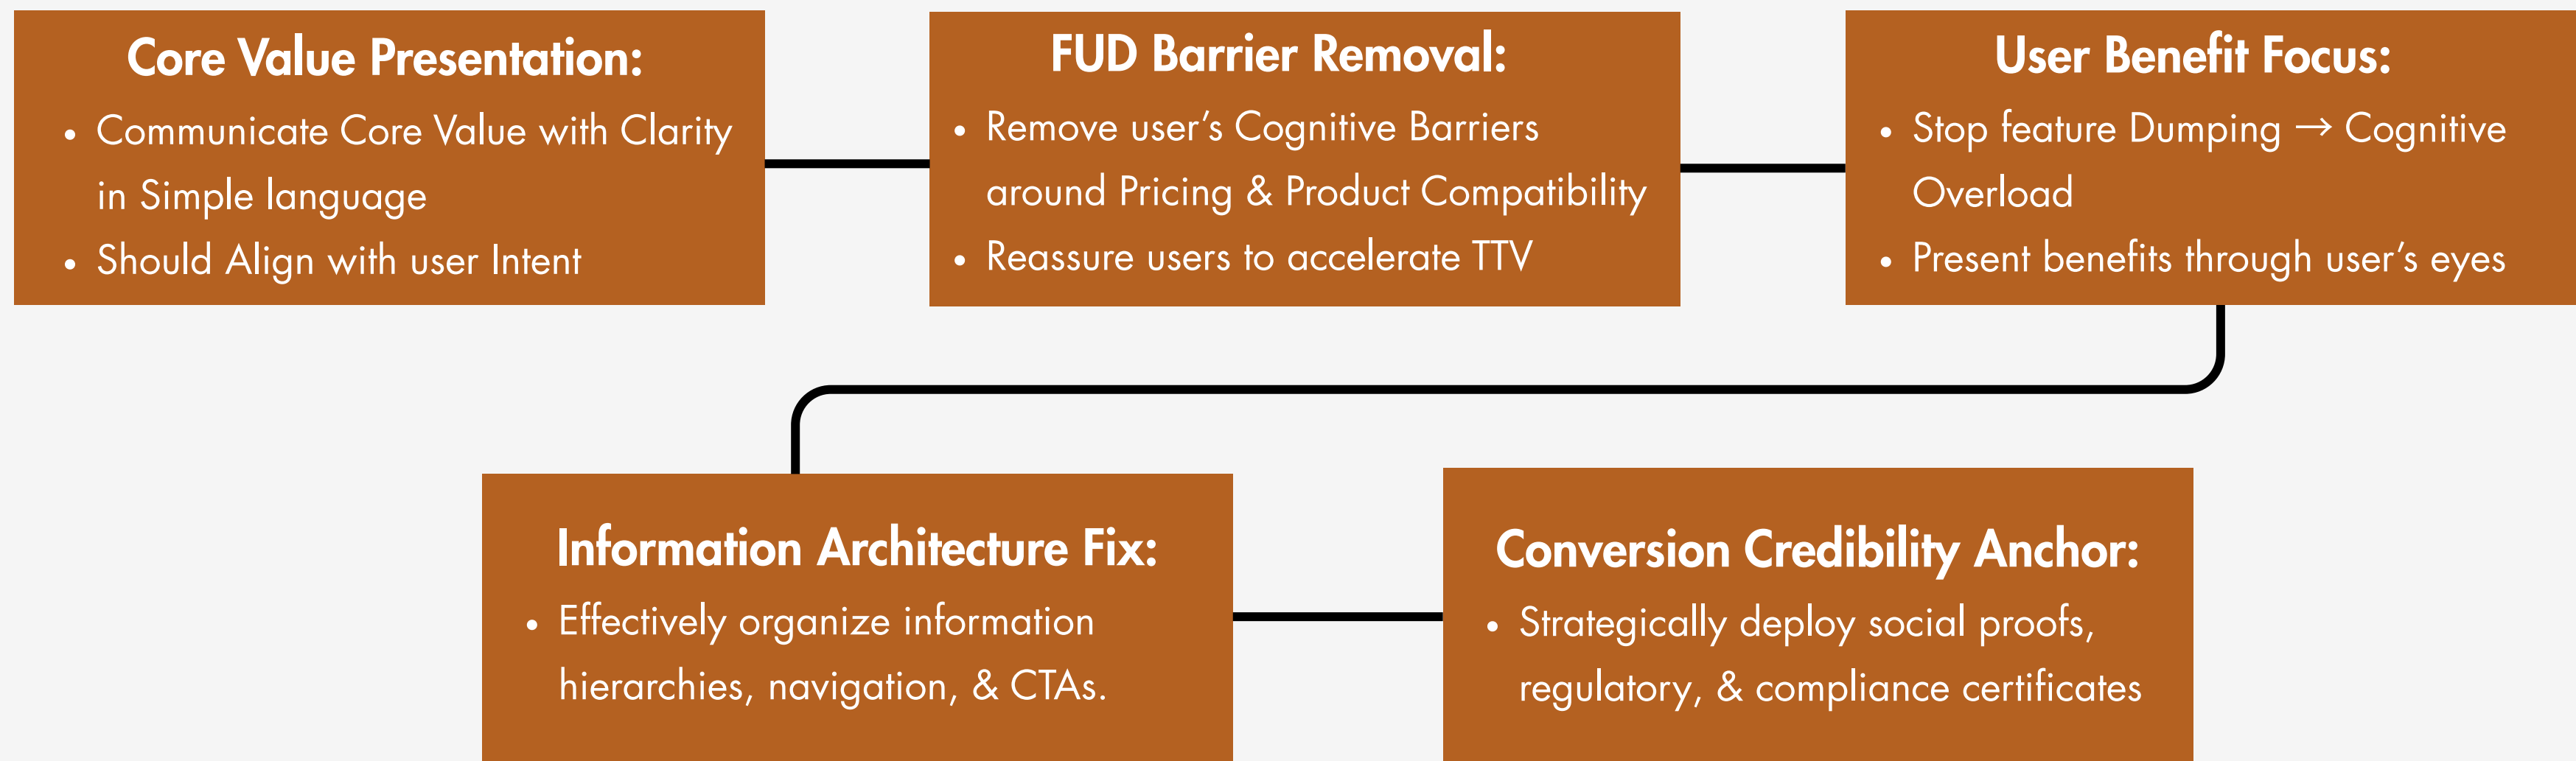 Core Value Presentation:
• Communicate Core Value with Clarity
in Simple language
• Should Align with user Intent
FUD Barrier Removal:
• Remove user’s Cognitive Barriers
around Pricing & Product Compatibility
• Reassure users to accelerate TTV
User Benefit Focus:
• Stop feature Dumping → Cognitive
Overload
• Present benefits through user’s eyes
Information Architecture Fix:
• Effectively organize information
hierarchies, navigation, & CTAs.
Conversion Credibility Anchor:
• Strategically deploy social proofs,
regulatory, & compliance certificates